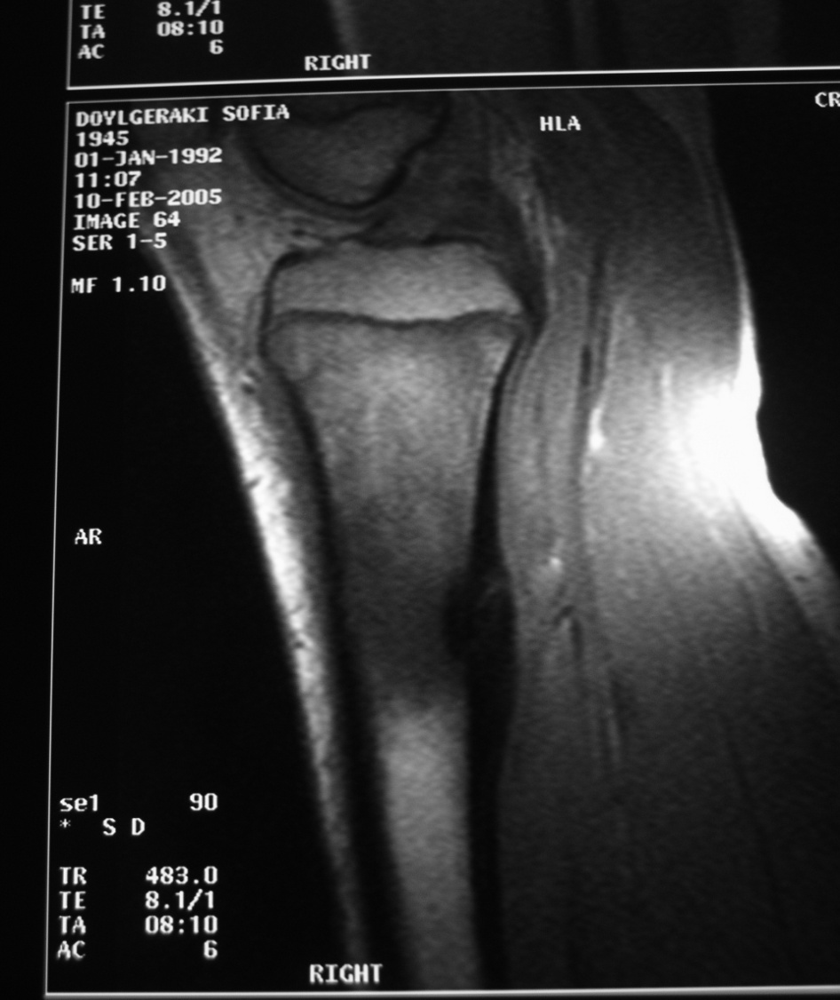 TE 8.1/1
TA 08:10
AC 6
RIGHT
CR
DOYLGERAKI SOFIA
HLA
1945
01-JAN-1992
11:07
10-FEB-2005
IMAGE 64
SER 1-5
MF 1.10
AR
se1 90
* S D
TR 483.0
TE 8.1/1
TA 08:10
AC 6
RIGHT